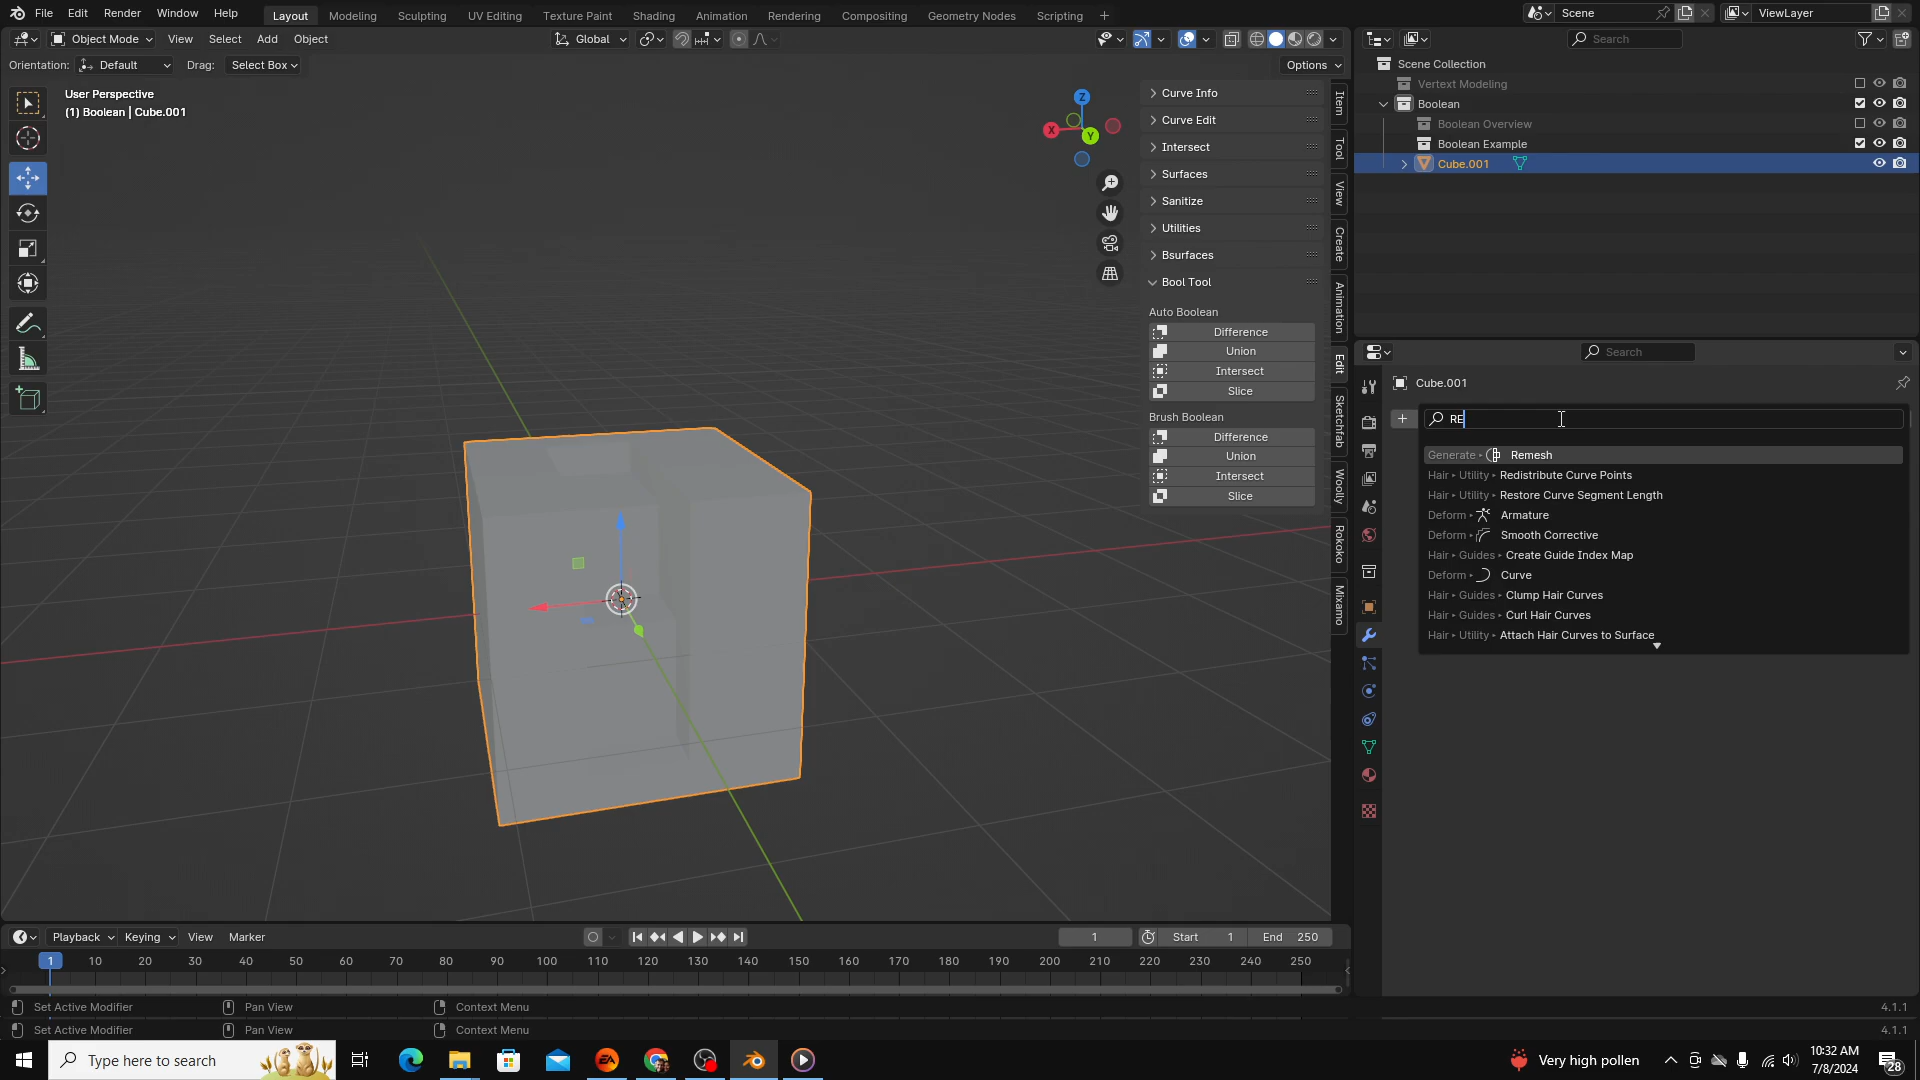 File Edit Render Window Help Layout Modeling Sculpting UV Editing Texture Paint Shading Animation Rendering Compositing Geometry Nodes Scripting + Scene ViewLayer
Object Mode View Select Add Object Global Search
Orientation: Default Drag: Select Box Options
User Perspective
(1) Boolean | Cube.001
Z
X
Y
Curve Info
Curve Edit
Intersect
Surfaces
Sanitize
Utilities
Bsurfaces
Bool Tool
Auto Boolean
Difference
Union
Intersect
Slice
Brush Boolean
Difference
Union
Intersect
Slice
Item
Tool
View
Create
Animation
Edit
Sketchfab
Woolly
Rokoko
Mixamo
Scene Collection
Vertext Modeling
Boolean
Boolean Overview
Boolean Example
Cube.001
Search
Cube.001
RE
Generate Remesh
Hair Utility Redistribute Curve Points
Hair Utility Restore Curve Segment Length
Deform Armature
Deform Smooth Corrective
Hair Guides Create Guide Index Map
Deform Curve
Hair Guides Clump Hair Curves
Hair Guides Curl Hair Curves
Hair Utility Attach Hair Curves to Surface
Playback Keying View Marker 1 Start 1 End 250
1 10 20 30 40 50 60 70 80 90 100 110 120 130 140 150 160 170 180 190 200 210 220 230 240 250
Set Active Modifier Pan View Context Menu 4.1.1
Set Active Modifier Pan View Context Menu 4.1.1
Type here to search EA Very high pollen 10:32 AM
7/8/2024 28